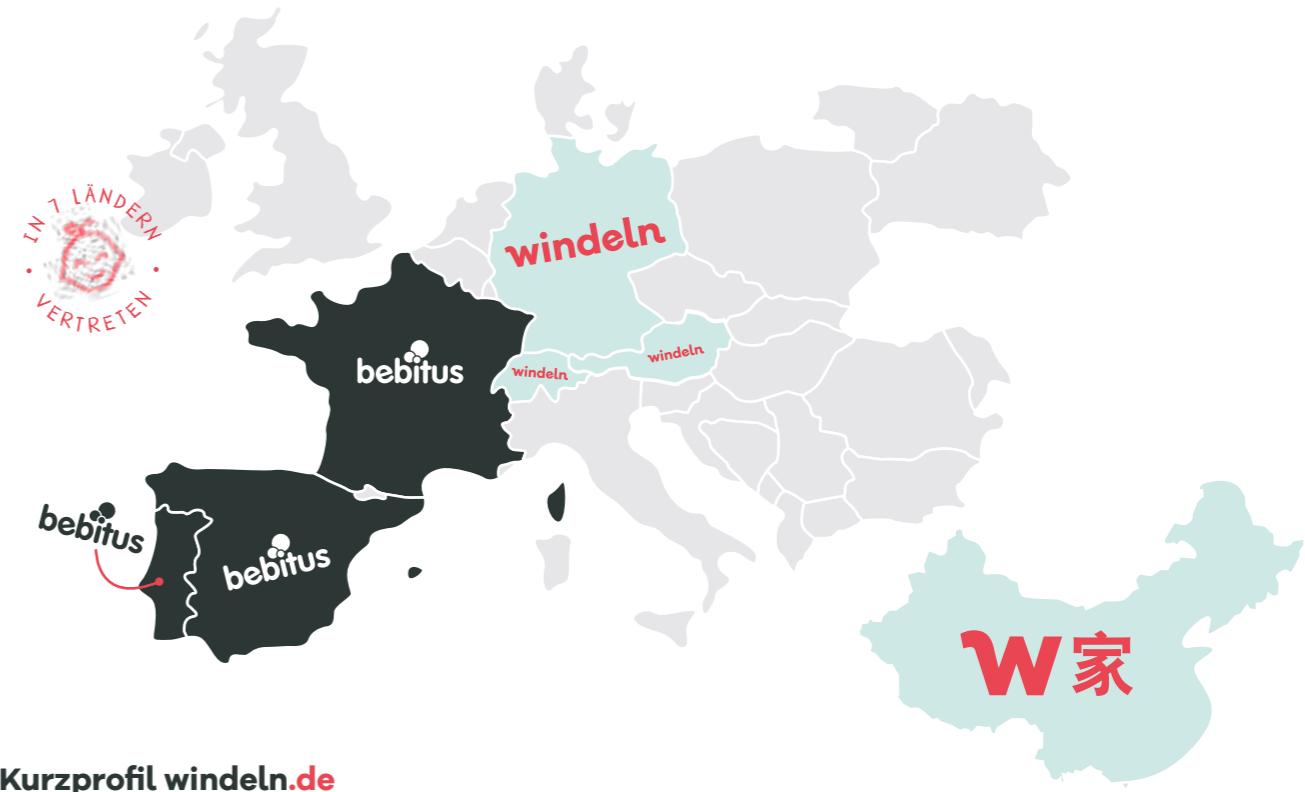 IN 7 LÄNDERN
VERTRETEN
windeln
windeln
windeln
bebitus
bebitus
bebitus
W家
Kurzprofil windeln.de